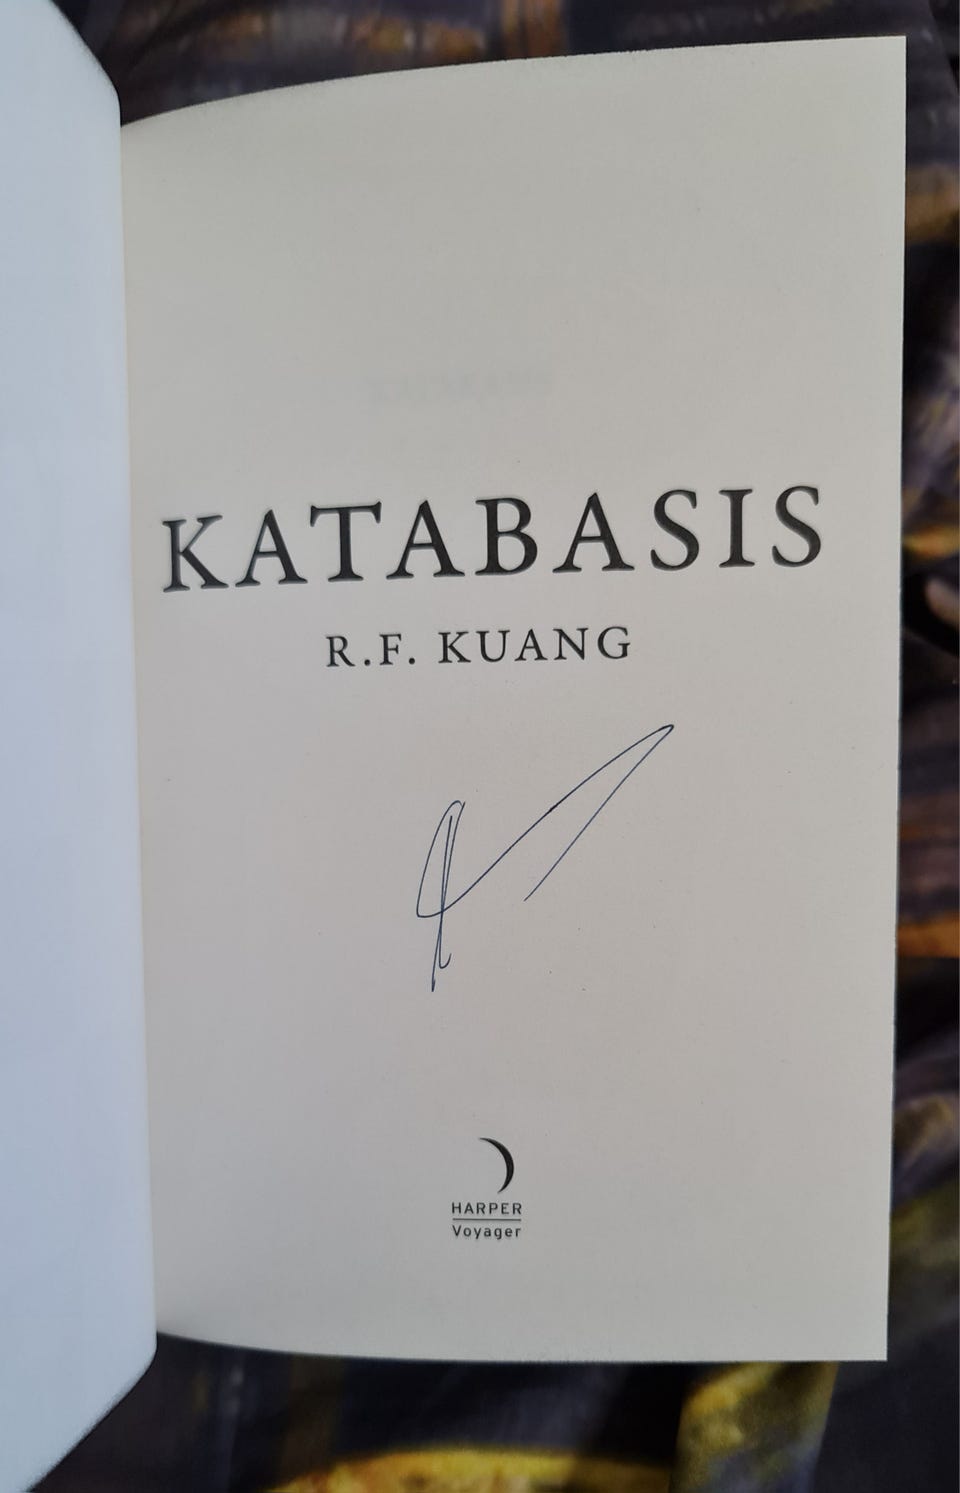 KATABASIS
R.F. KUANG
HARPER
Voyager